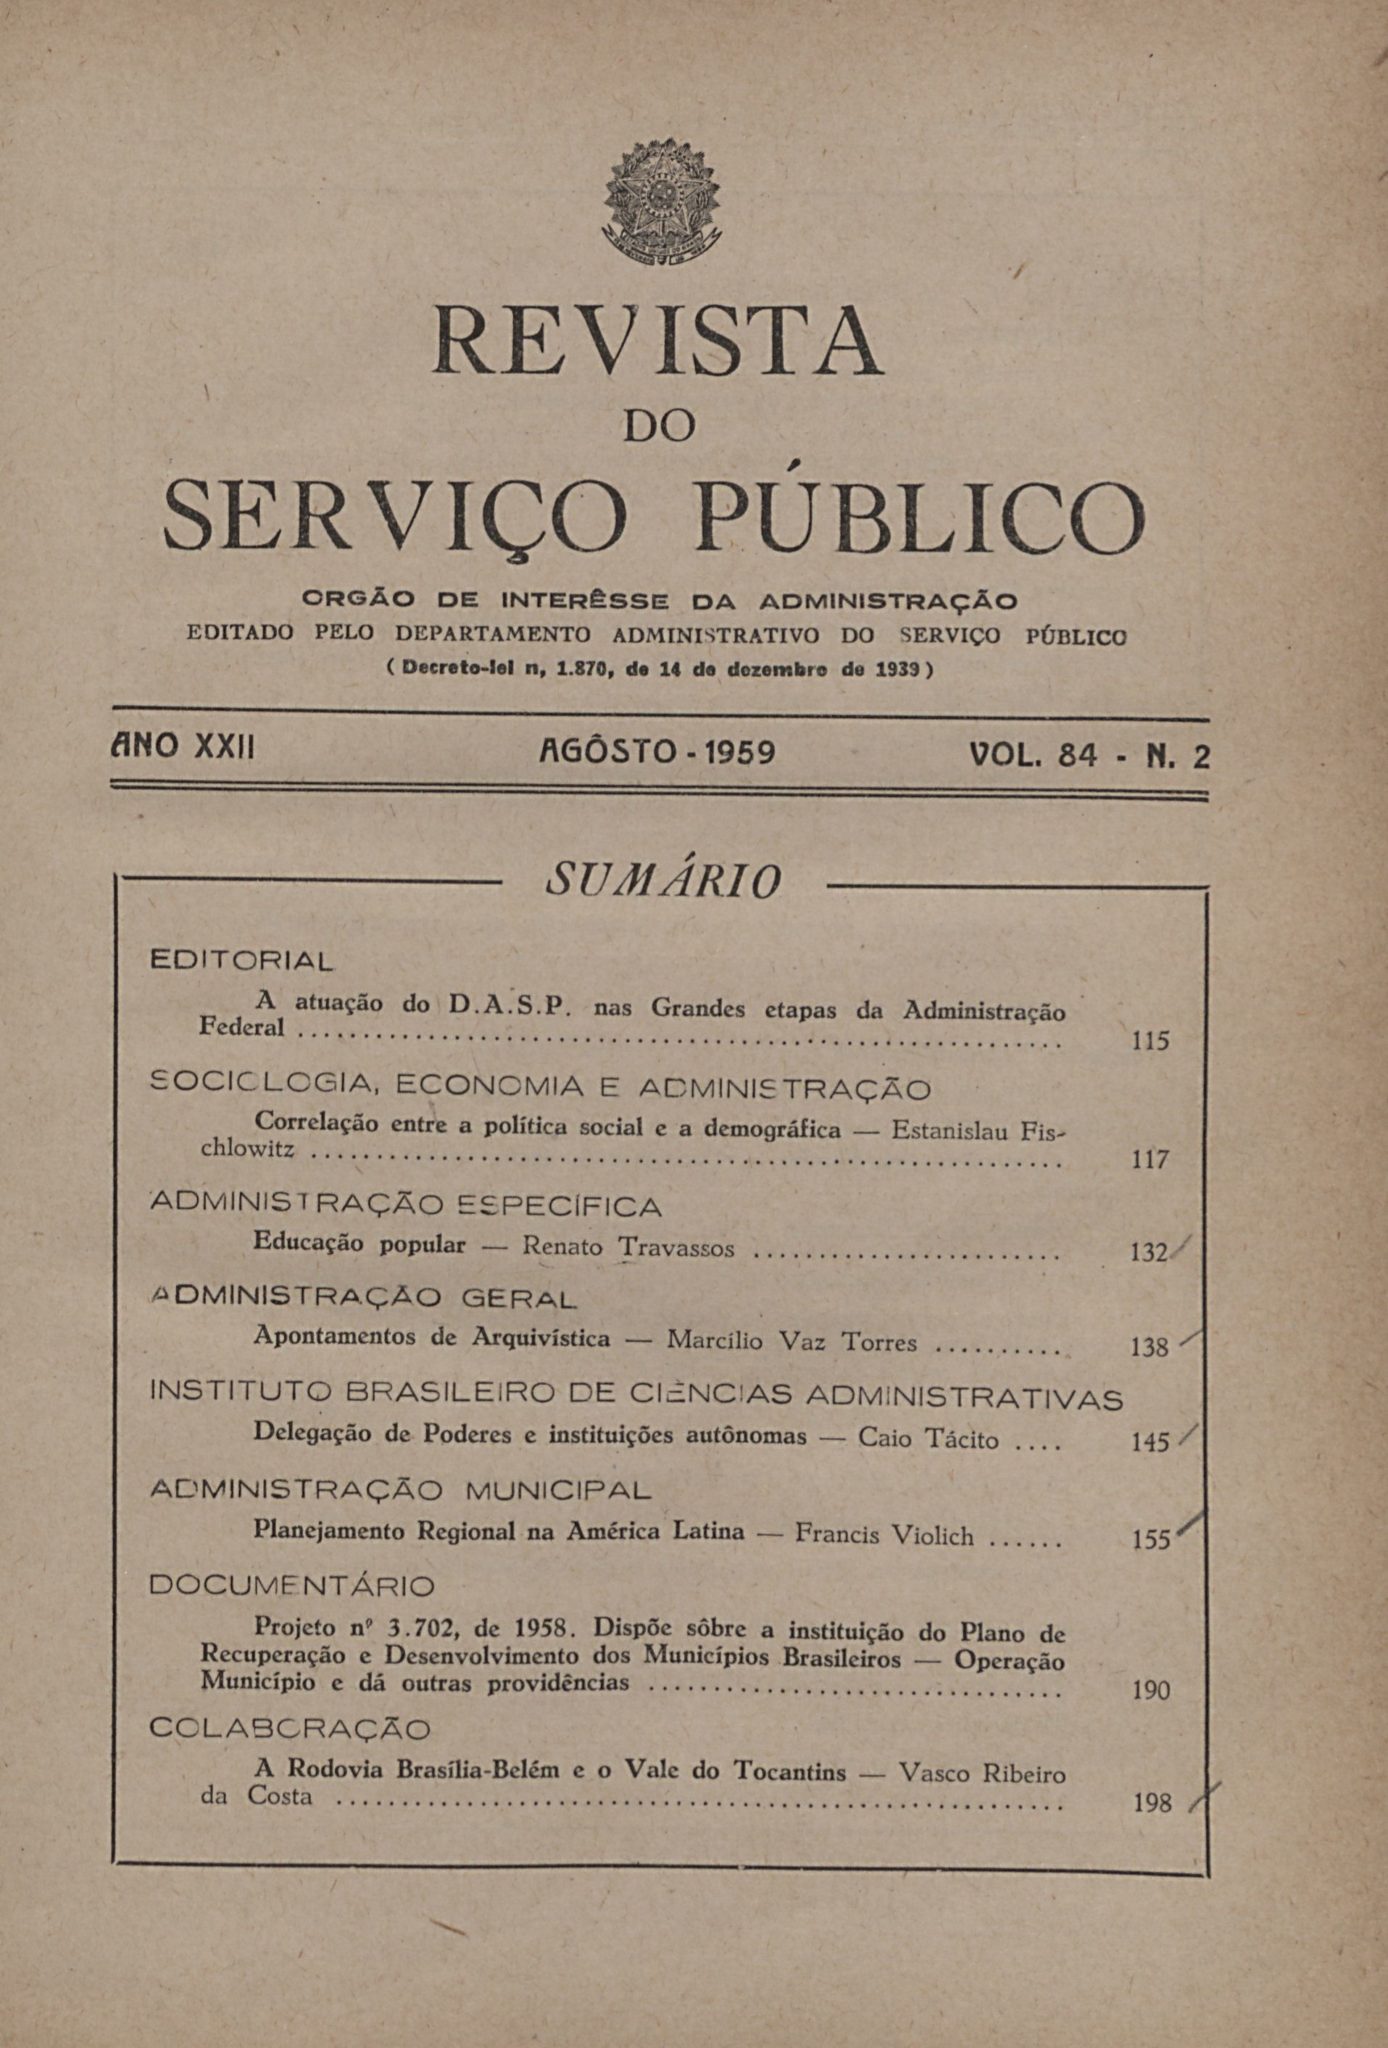 REVISTA
DO
SERVIÇO PÚBLICO
ORGÃO DE INTERÊSSE DA ADMINISTRAÇÃO
EDITADO PELO DEPARTAMENTO ADMINISTRATIVO DO SERVIÇO PÚBLICO
(Decreto-lei n, 1.870, de 14 de dezembro de 1939)
ANO XXII AGÔSTO - 1959 VOL. 84 - N. 2
SUMÁRIO
EDITORIAL
A atuação do D.A.S.P. nas Grandes etapas da Administração
Federal ............................................................ 115
SOCIOLOGIA, ECONOMIA E ADMINISTRAÇÃO
Correlação entre a política social e a demográfica — Estanislau Fis-
chlowitz ............................................................ 117
ADMINISTRAÇÃO ESPECÍFICA
Educação popular — Renato Travassos ........................ 132
ADMINISTRAÇÃO GERAL
Apontamentos de Arquivística — Marcílio Vaz Torres ........... 138
INSTITUTO BRASILEIRO DE CIÊNCIAS ADMINISTRATIVAS
Delegação de Poderes e instituições autônomas — Caio Tácito .... 145
ADMINISTRAÇÃO MUNICIPAL
Planejamento Regional na América Latina — Francis Violich ...... 155
DOCUMENTÁRIO
Projeto nº 3.702, de 1958. Dispõe sôbre a instituição do Plano de
Recuperação e Desenvolvimento dos Municípios Brasileiros — Operação
Município e dá outras providências ................................ 190
COLABORAÇÃO
A Rodovia Brasília-Belém e o Vale do Tocantins — Vasco Ribeiro
da Costa ......................................................... 198